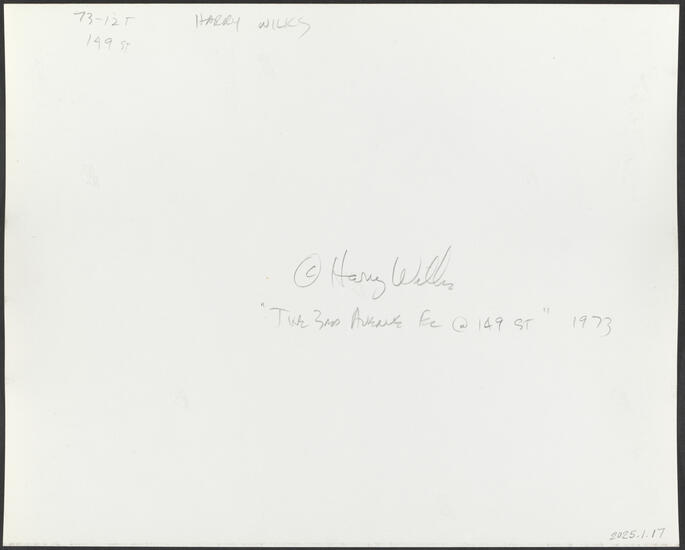 73-12T HARRY WILKS
149 ST
© Harry Wilks
"THE 3RD AVENUE EL @ 149 ST" 1973
2025.1.17